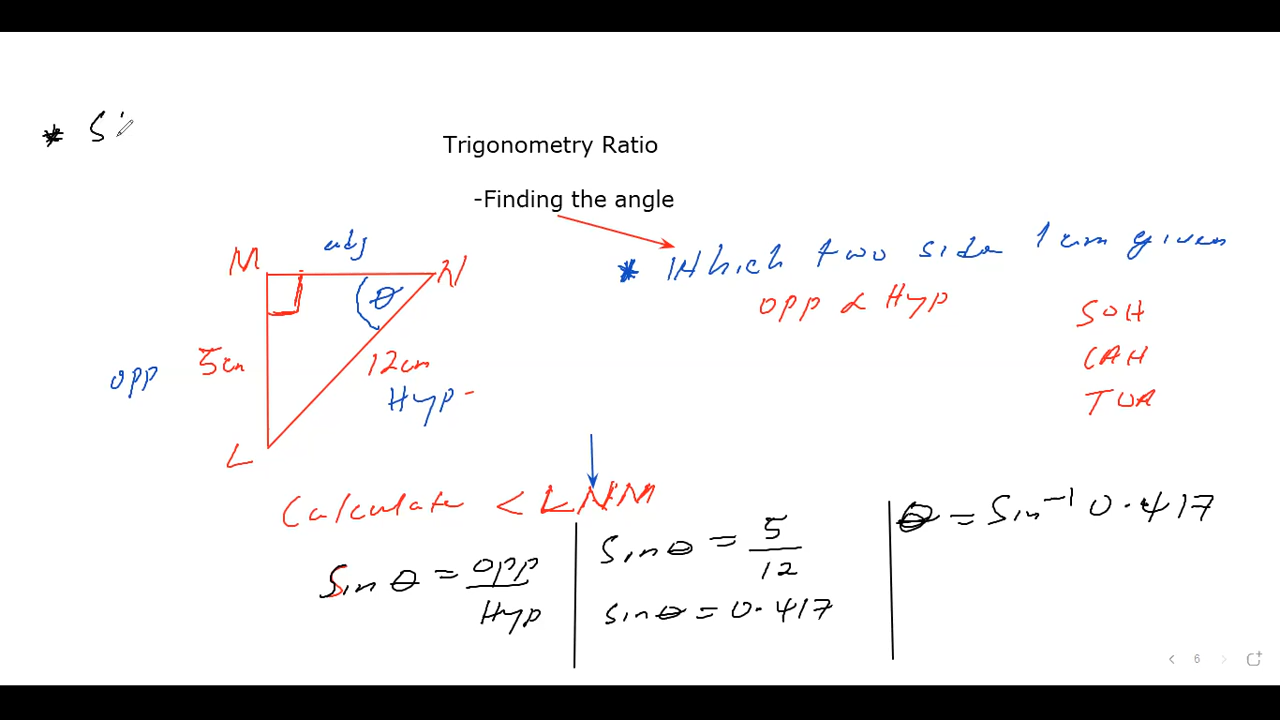 * Si
Trigonometry Ratio
-Finding the angle
* Which two side I am given
opp & Hyp
SOH
CAH
TOA
adj
M
N
θ
opp
5cm
12cm
Hyp
L
Calculate < LNM
Sin θ = opp / Hyp
Sin θ = 5 / 12
sin θ = 0.417
θ = Sin⁻¹ 0.417
6